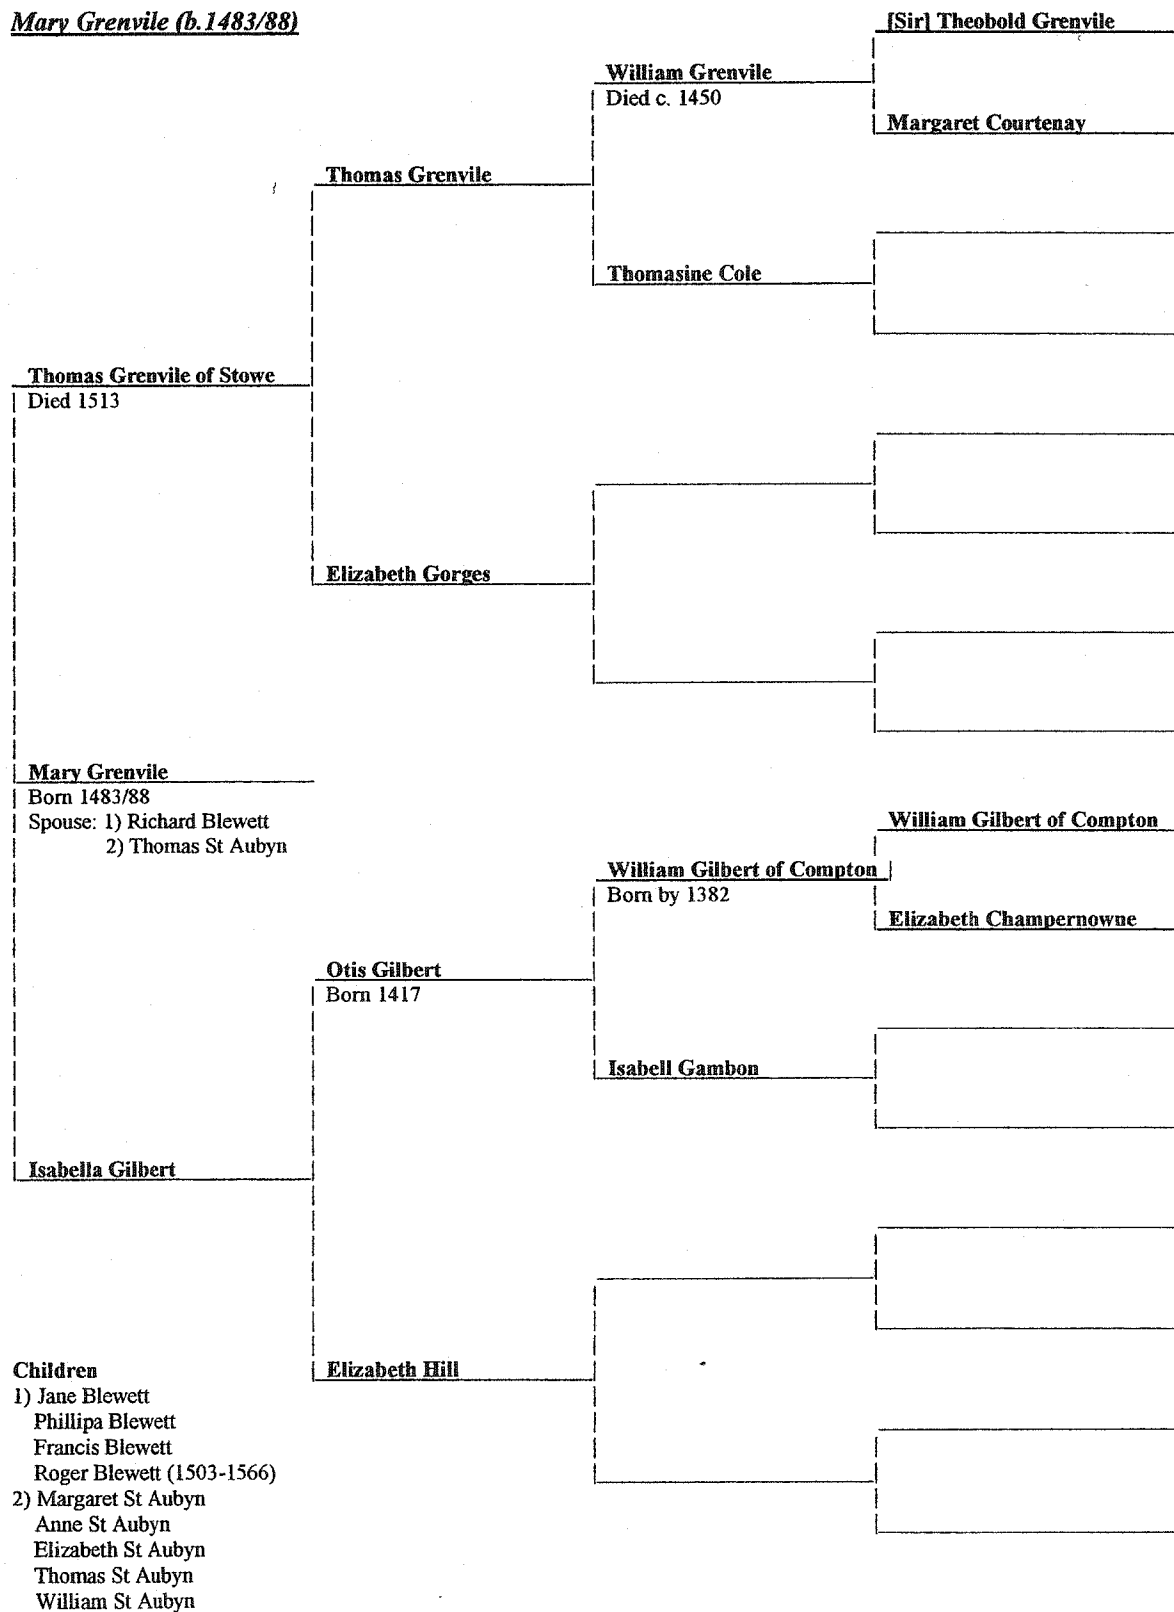 Mary Grenvile (b.1483/88)
[Sir] Theobold Grenvile
William Grenvile
Died c. 1450
Margaret Courtenay
Thomas Grenvile
Thomasine Cole
Thomas Grenvile of Stowe
Died 1513
Elizabeth Gorges
Mary Grenvile
Born 1483/88
Spouse: 1) Richard Blewett
2) Thomas St Aubyn
William Gilbert of Compton
William Gilbert of Compton
Born by 1382
Elizabeth Champernowne
Otis Gilbert
Born 1417
Isabell Gambon
Isabella Gilbert
Elizabeth Hill
Children
1) Jane Blewett
Phillipa Blewett
Francis Blewett
Roger Blewett (1503-1566)
2) Margaret St Aubyn
Anne St Aubyn
Elizabeth St Aubyn
Thomas St Aubyn
William St Aubyn